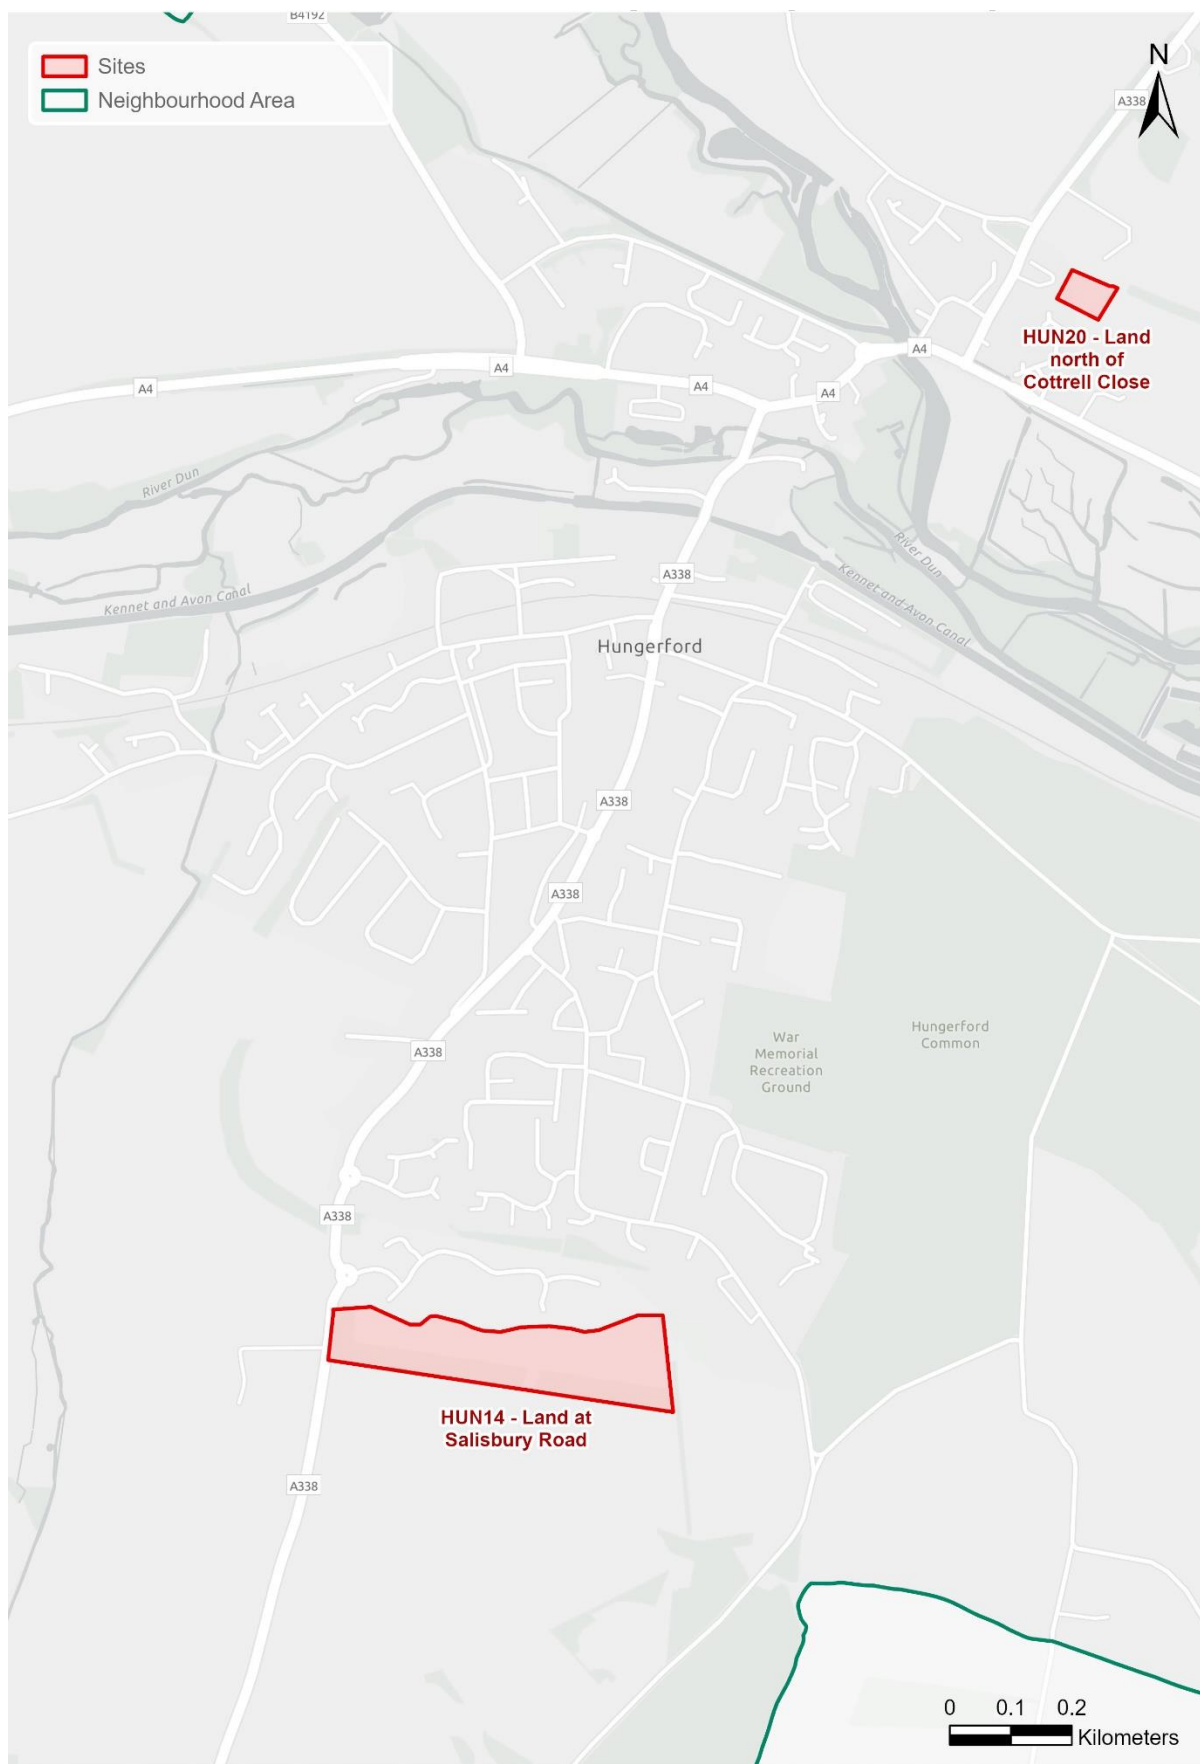 B4192
Sites
Neighbourhood Area
N
A338
HUN20 - Land
north of
Cottrell Close
A4
A4
A4
A4
A4
River Dun
Kennet and Avon Canal
A338
River Dun
Kennet and Avon Canal
Hungerford
A338
A338
War
Memorial
Recreation
Ground
Hungerford
Common
A338
A338
HUN14 - Land at
Salisbury Road
A338
0 0.1 0.2
Kilometers